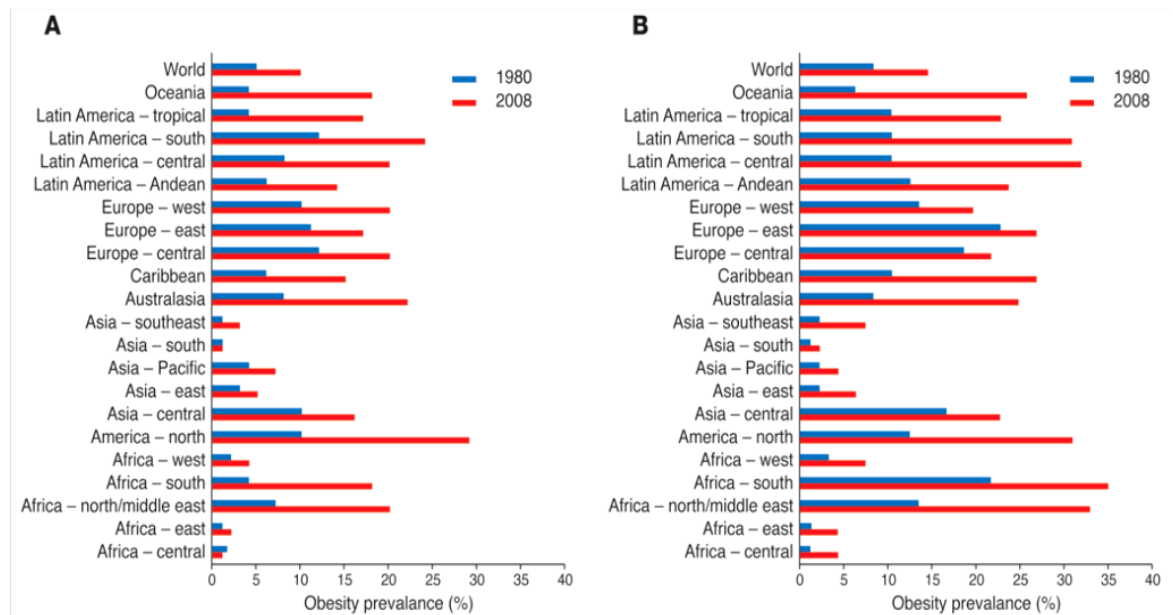 A
World
Oceania
Latin America – tropical
Latin America – south
Latin America – central
Latin America – Andean
Europe – west
Europe – east
Europe – central
Caribbean
Australasia
Asia – southeast
Asia – south
Asia – Pacific
Asia – east
Asia – central
America – north
Africa – west
Africa – south
Africa – north/middle east
Africa – east
Africa – central
1980
2008
0 5 10 15 20 25 30 35 40
Obesity prevalance (%)
B
World
Oceania
Latin America – tropical
Latin America – south
Latin America – central
Latin America – Andean
Europe – west
Europe – east
Europe – central
Caribbean
Australasia
Asia – southeast
Asia – south
Asia – Pacific
Asia – east
Asia – central
America – north
Africa – west
Africa – south
Africa – north/middle east
Africa – east
Africa – central
1980
2008
0 5 10 15 20 25 30 35 40
Obesity prevalance (%)